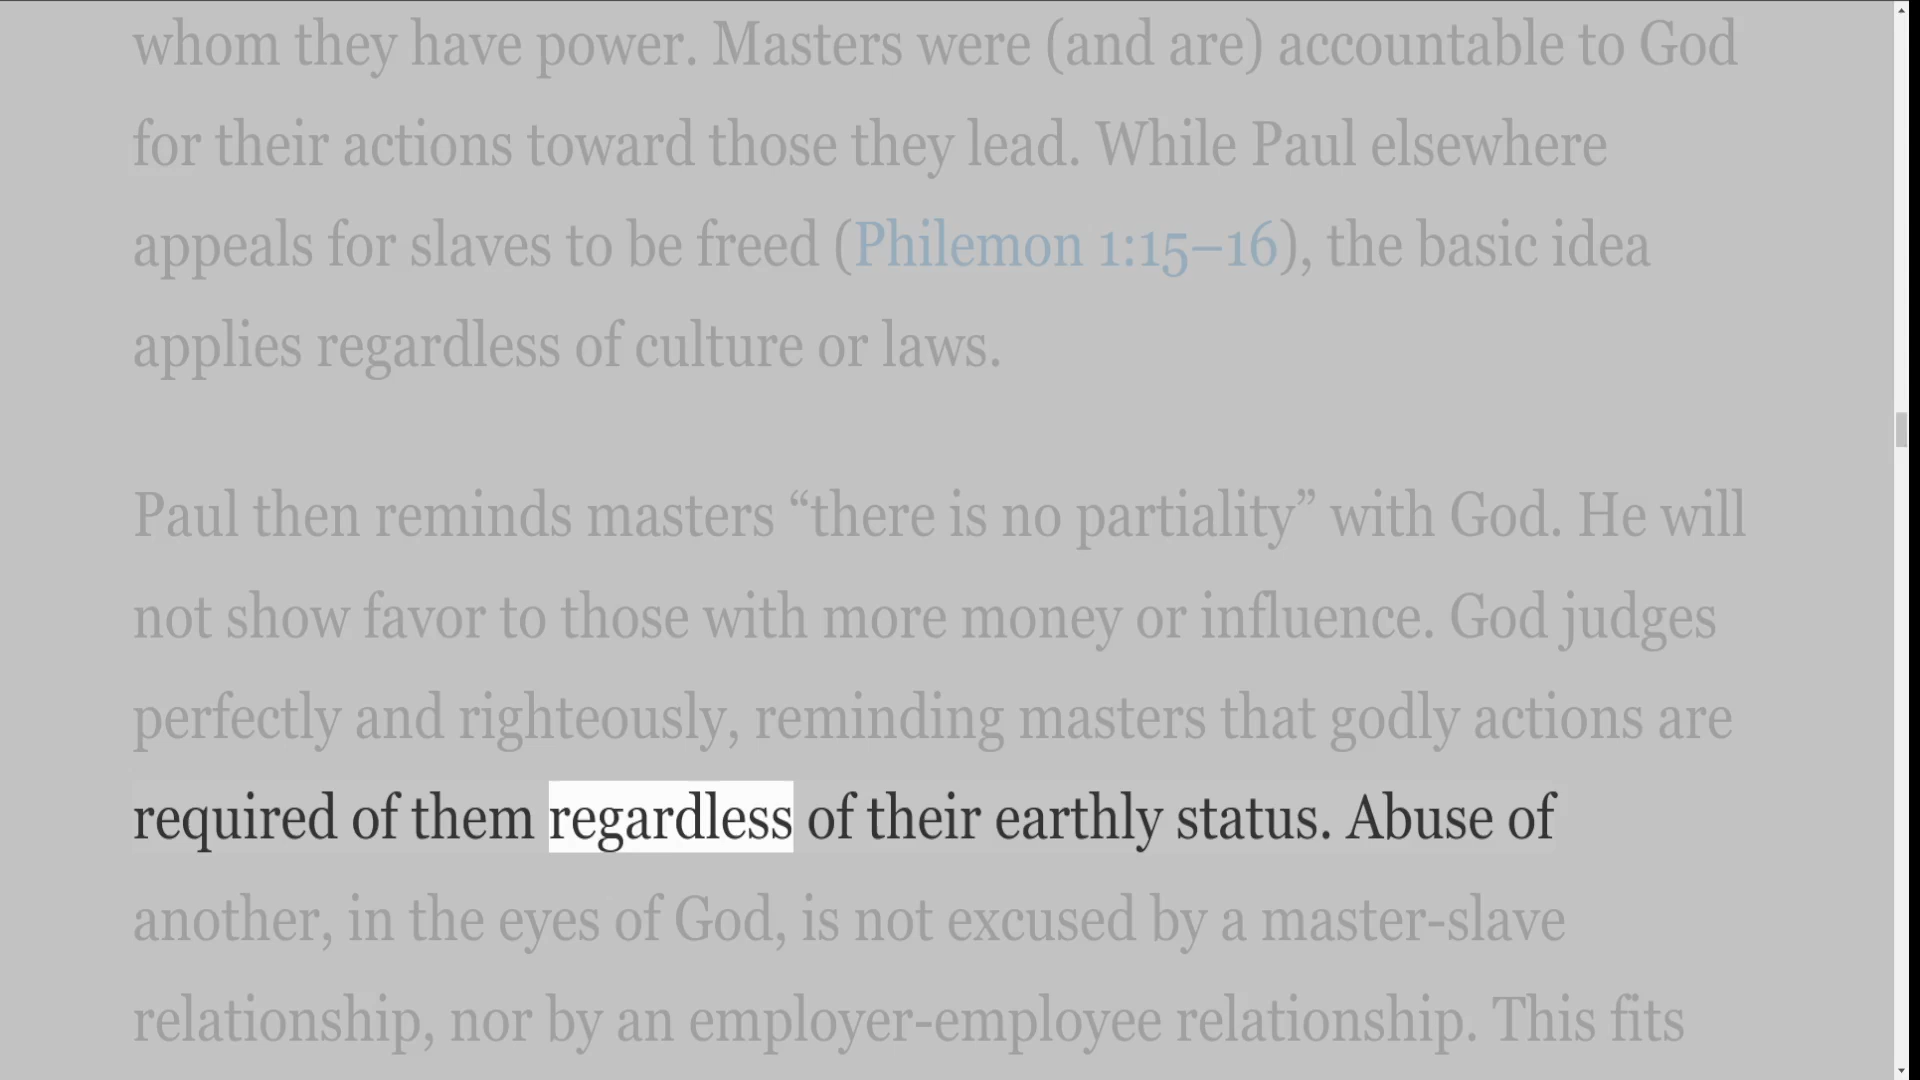 whom they have power. Masters were (and are) accountable to God
for their actions toward those they lead. While Paul elsewhere
appeals for slaves to be freed (Philemon 1:15–16), the basic idea
applies regardless of culture or laws.
Paul then reminds masters “there is no partiality” with God. He will
not show favor to those with more money or influence. God judges
perfectly and righteously, reminding masters that godly actions are
required of them regardless of their earthly status. Abuse of
another, in the eyes of God, is not excused by a master-slave
relationship, nor by an employer-employee relationship. This fits